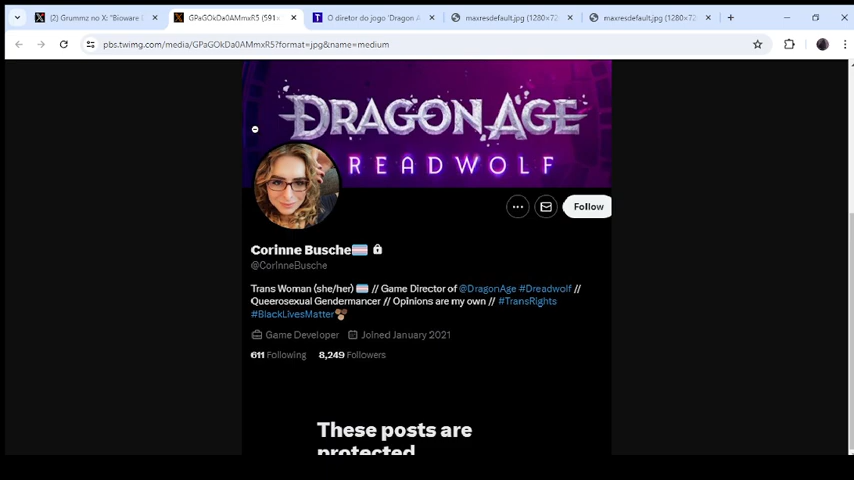 (2) Grummz no X: "Bioware
GPaGOkDa0AMmxR5 (591×
O diretor do jogo 'Dragon A
maxresdefault.jpg (1280×72
maxresdefault.jpg (1280×72
pbs.twimg.com/media/GPaGOkDa0AMmxR5?format=jpg&name=medium
DRAGON AGE
READWOLF
Follow
Corinne Busche
@CorinneBusche
Trans Woman (she/her) // Game Director of @DragonAge #Dreadwolf //
Queerosexual Gendermancer // Opinions are my own // #TransRights
#BlackLivesMatter
Game Developer Joined January 2021
611 Following 8,249 Followers
These posts are
protected